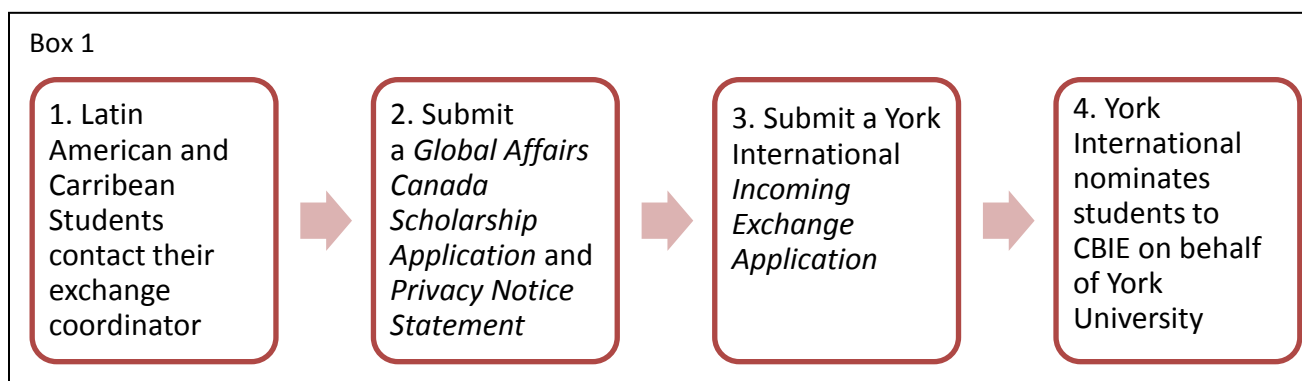 Box 1
1. Latin
American and
Carribean
Students
contact their
exchange
coordinator
2. Submit
a Global Affairs
Canada
Scholarship
Application and
Privacy Notice
Statement
3. Submit a York
International
Incoming
Exchange
Application
4. York
International
nominates
students to
CBIE on behalf
of York
University